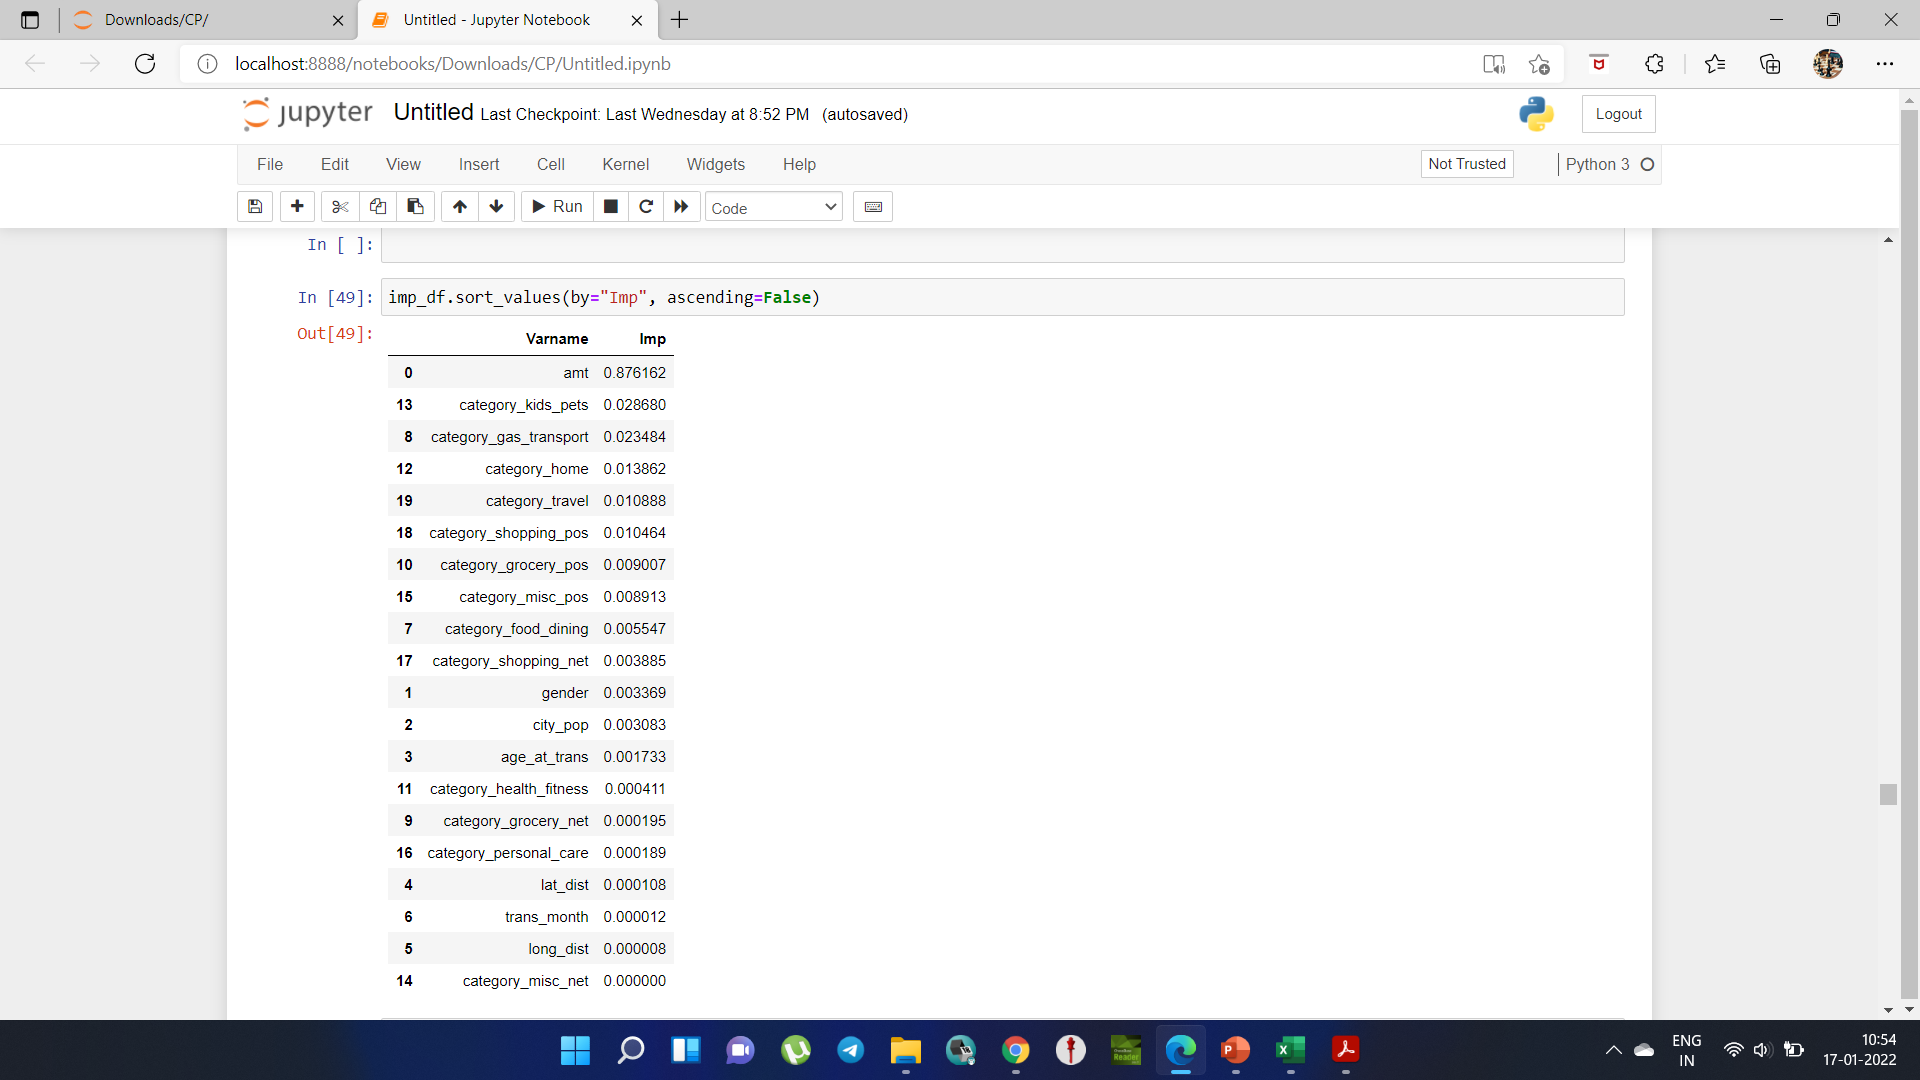 Downloads/CP/
Untitled - Jupyter Notebook
localhost:8888/notebooks/Downloads/CP/Untitled.ipynb
jupyter Untitled Last Checkpoint: Last Wednesday at 8:52 PM (autosaved)
Logout
File Edit View Insert Cell Kernel Widgets Help
Not Trusted
Python 3
Run
Code
In [ ]:
In [49]: imp_df.sort_values(by="Imp", ascending=False)
Out[49]:
Varname Imp
0 amt 0.876162
13 category_kids_pets 0.028680
8 category_gas_transport 0.023484
12 category_home 0.013862
19 category_travel 0.010888
18 category_shopping_pos 0.010464
10 category_grocery_pos 0.009007
15 category_misc_pos 0.008913
7 category_food_dining 0.005547
17 category_shopping_net 0.003885
1 gender 0.003369
2 city_pop 0.003083
3 age_at_trans 0.001733
11 category_health_fitness 0.000411
9 category_grocery_net 0.000195
16 category_personal_care 0.000189
4 lat_dist 0.000108
6 trans_month 0.000012
5 long_dist 0.000008
14 category_misc_net 0.000000
ENG
IN
10:54
17-01-2022